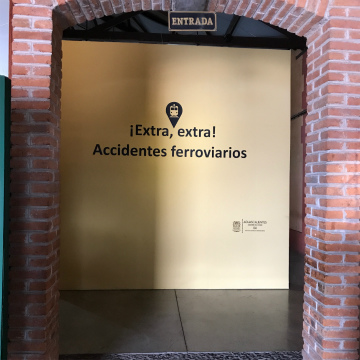 ENTRADA
¡Extra, extra!
Accidentes ferroviarios